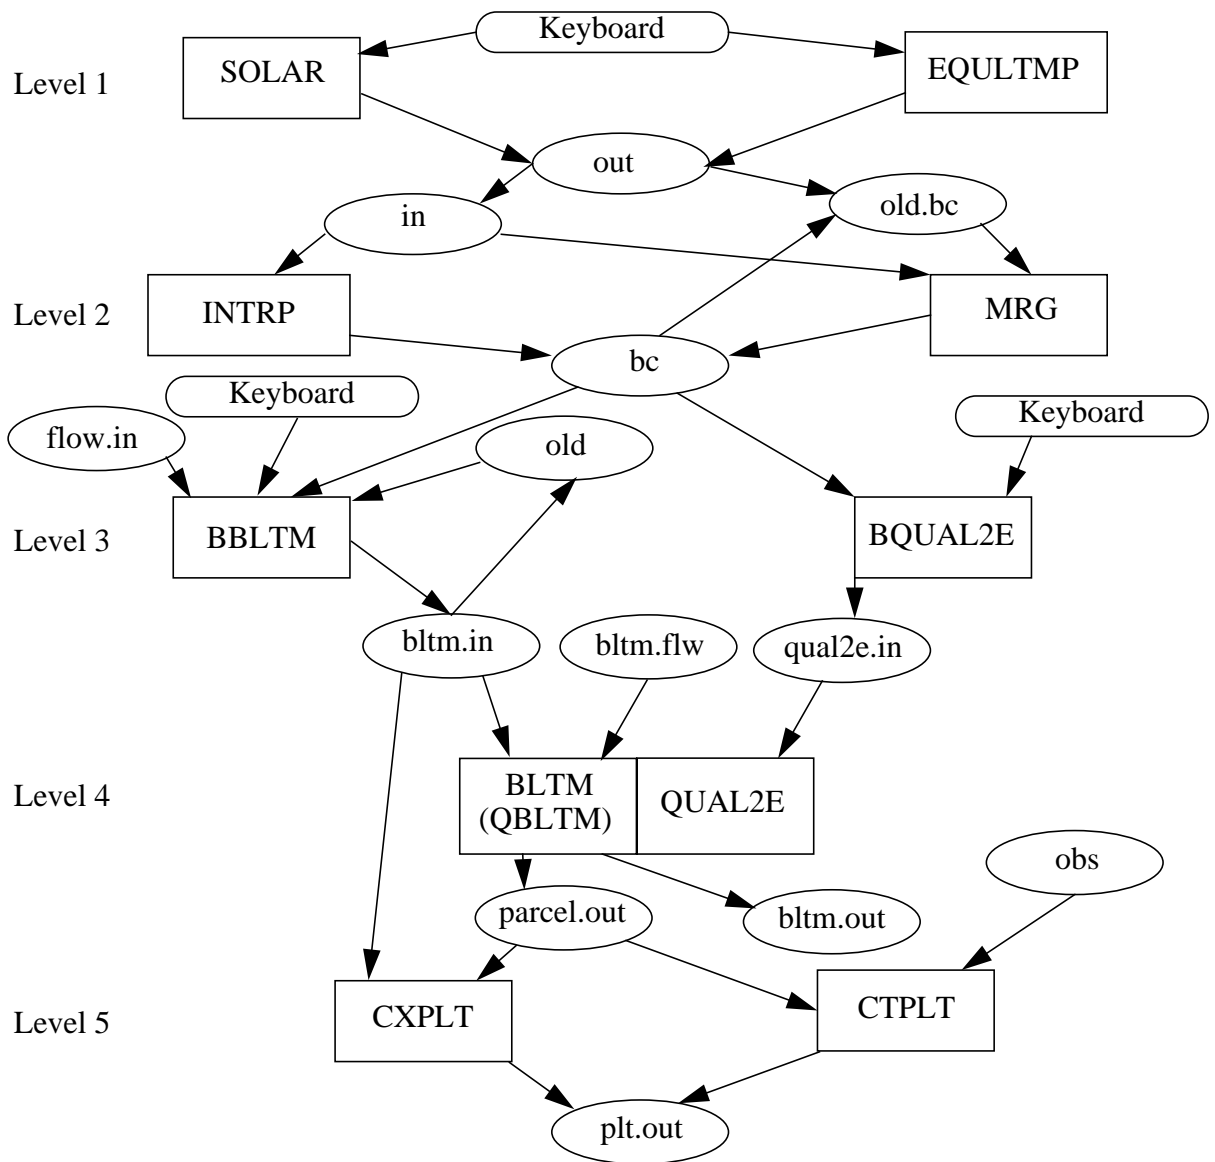 Keyboard
Level 1
SOLAR
EQULTMP
out
in
old.bc
Level 2
INTRP
MRG
bc
Keyboard
Keyboard
flow.in
old
Level 3
BBLTM
BQUAL2E
bltm.in
bltm.flw
qual2e.in
Level 4
BLTM
(QBLTM)
QUAL2E
obs
parcel.out
bltm.out
Level 5
CXPLT
CTPLT
plt.out